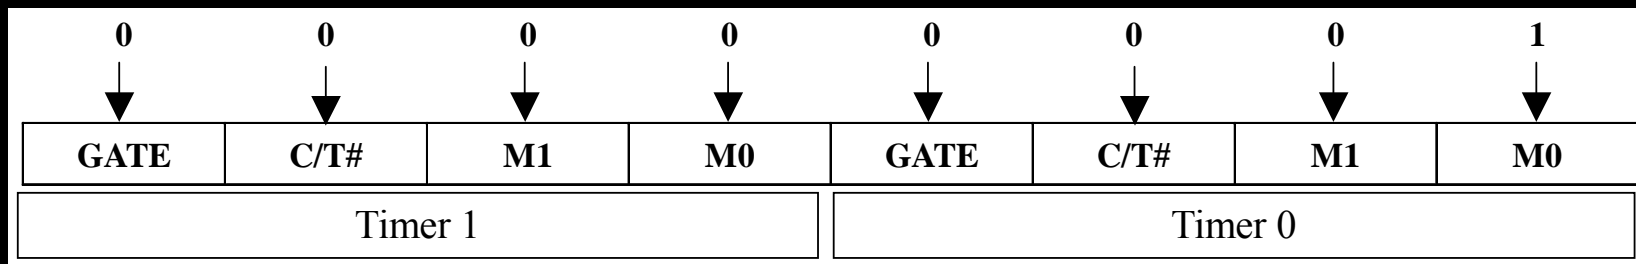 0 0 0 0 0 0 0 1
GATE C/T# M1 M0 GATE C/T# M1 M0
Timer 1 Timer 0